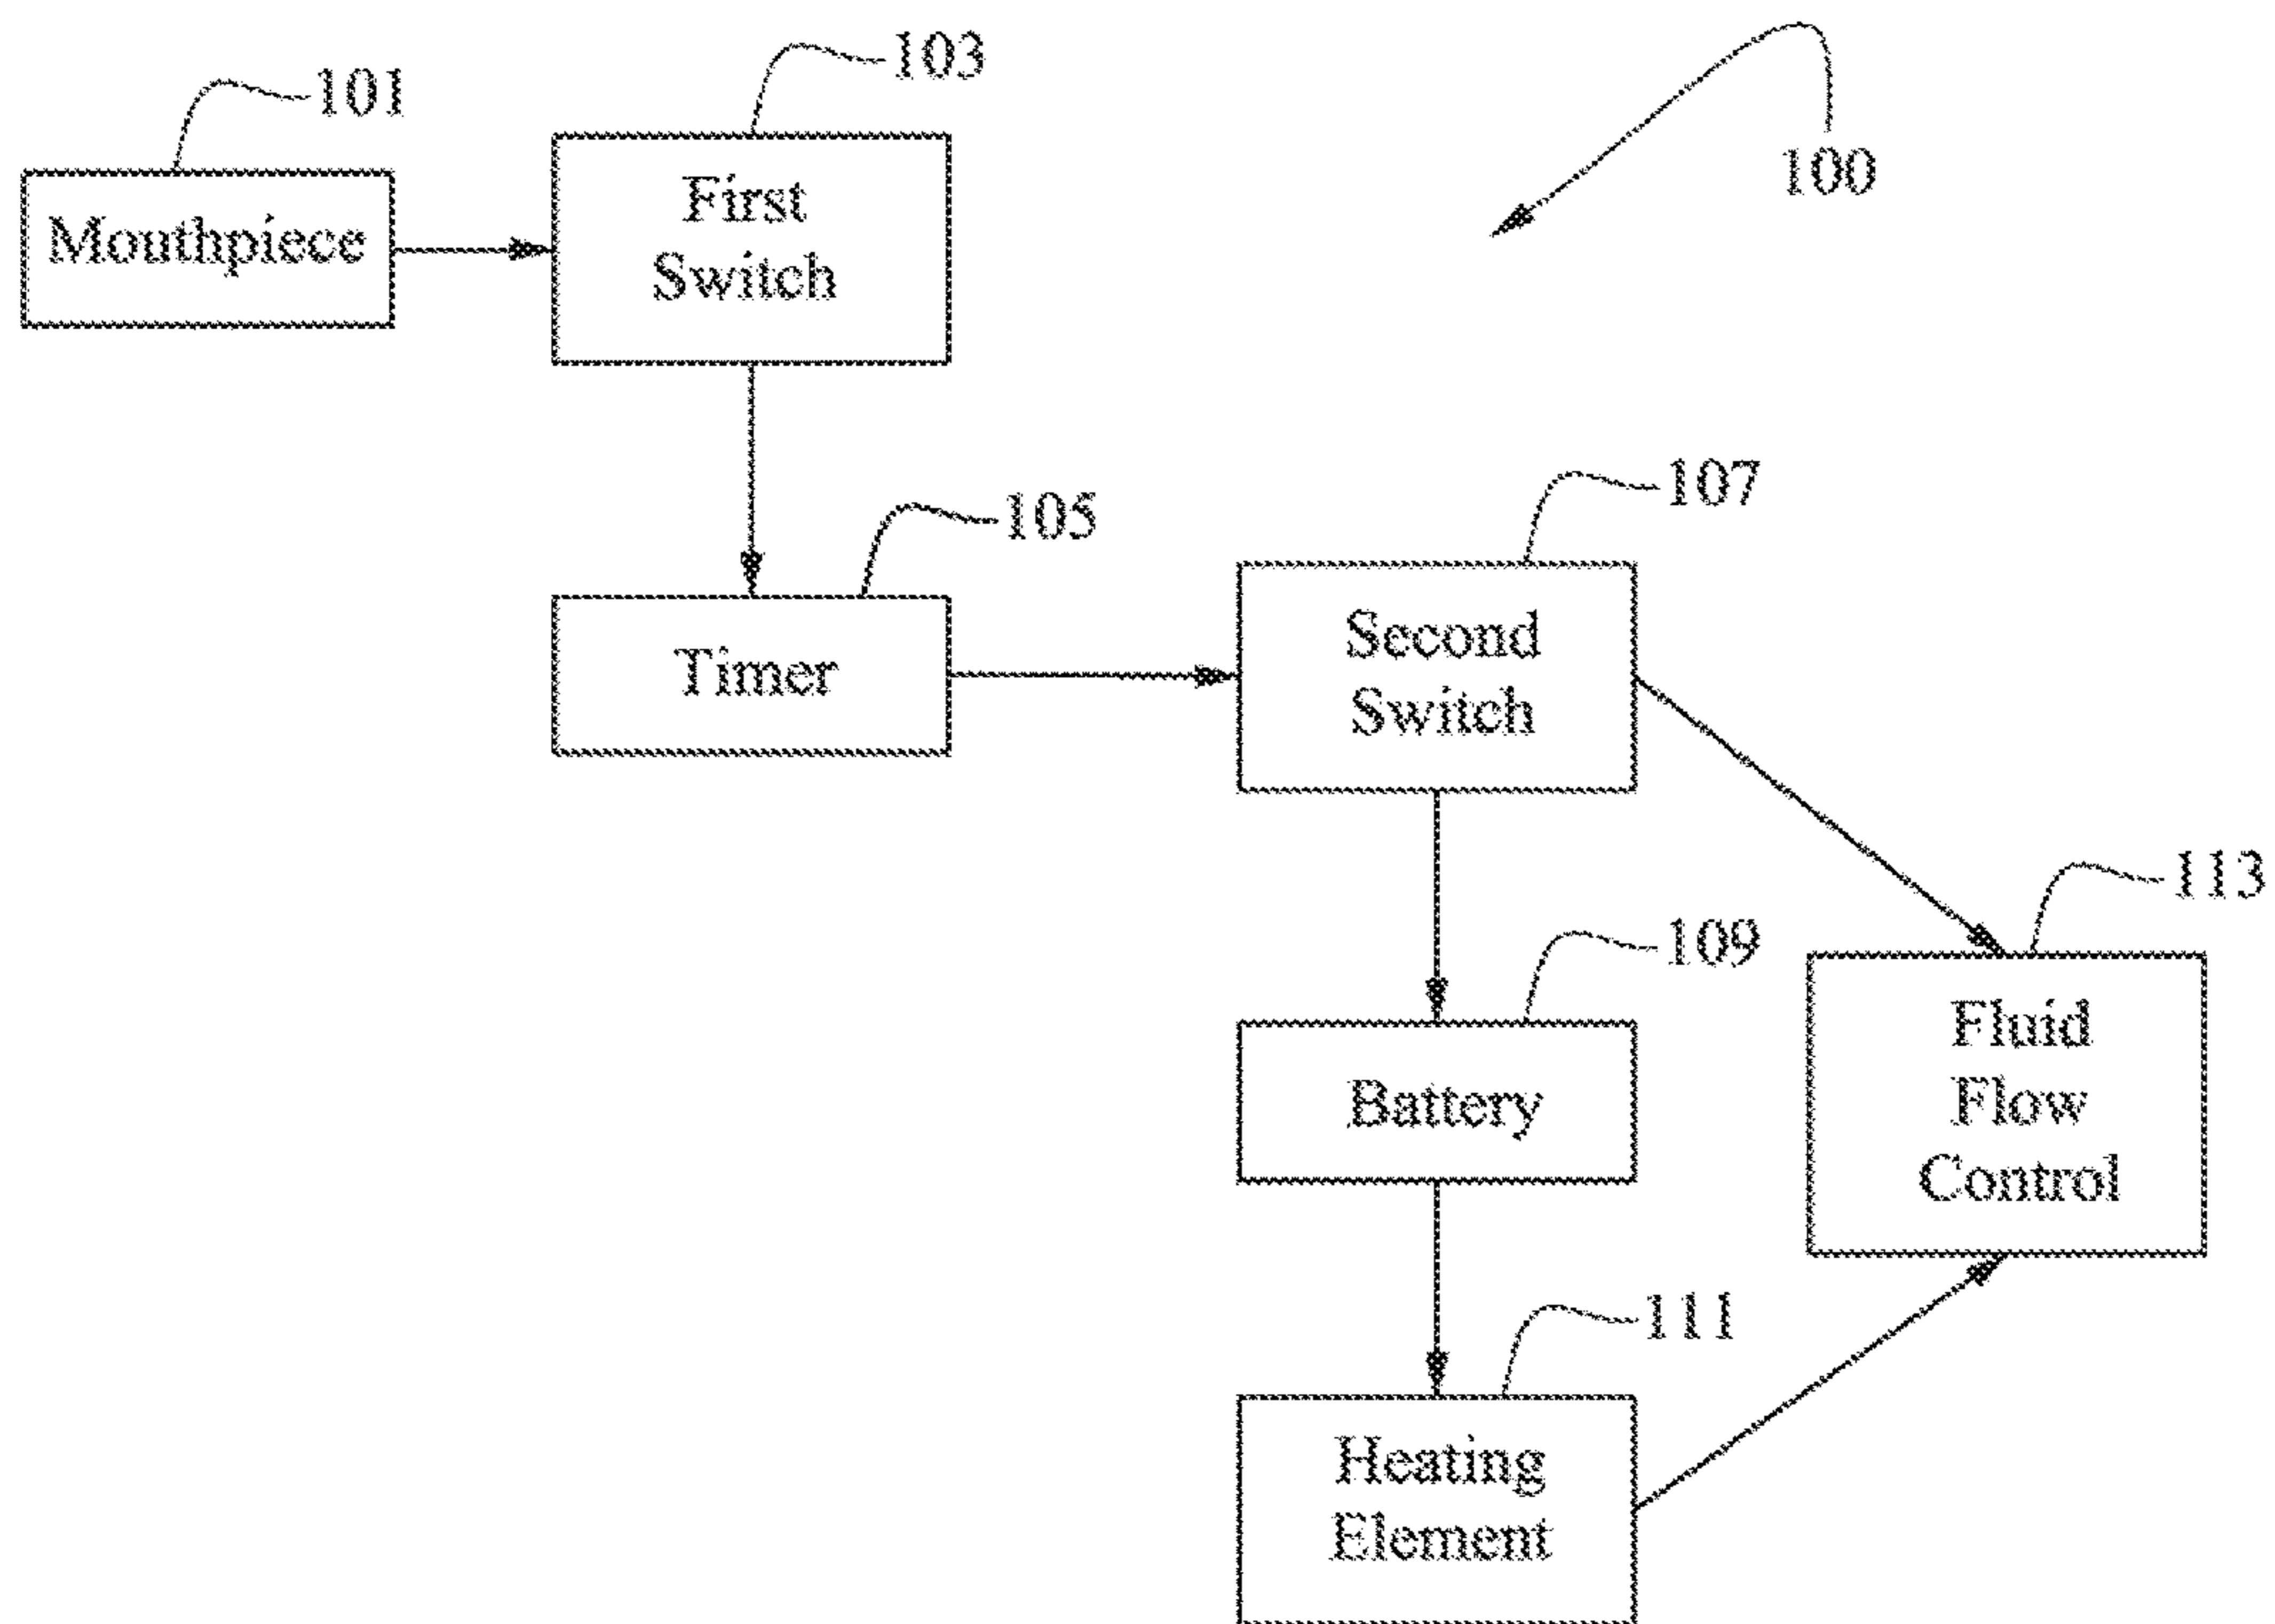 103
101
100
First
Switch
Mouthpiece
107
105
Second
Switch
Timer
113
109
Fluid
Flow
Control
Battery
111
Heating
Element